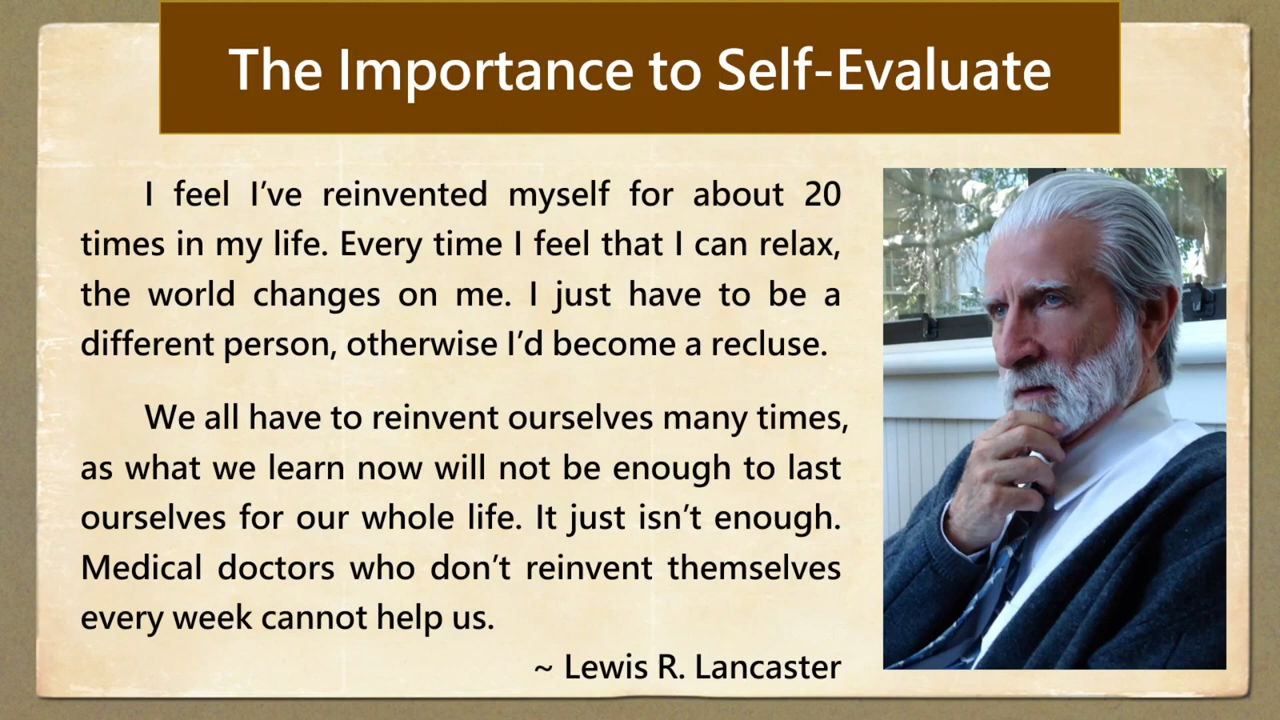 The Importance to Self-Evaluate
I feel I’ve reinvented myself for about 20
times in my life. Every time I feel that I can relax,
the world changes on me. I just have to be a
different person, otherwise I’d become a recluse.
We all have to reinvent ourselves many times,
as what we learn now will not be enough to last
ourselves for our whole life. It just isn’t enough.
Medical doctors who don’t reinvent themselves
every week cannot help us.
~ Lewis R. Lancaster